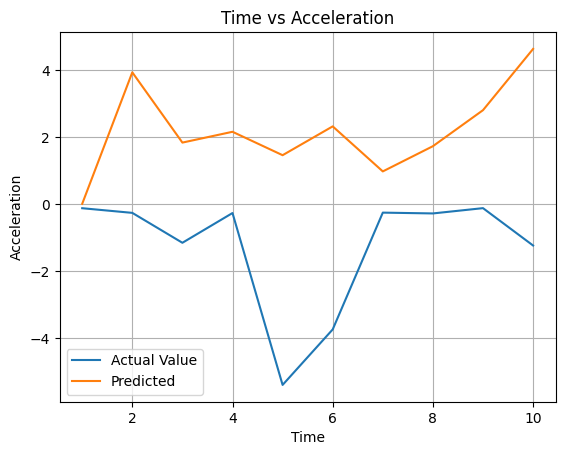 Time vs Acceleration
Acceleration
4
2
0
−2
−4
Actual Value
Predicted
2 4 6 8 10
Time